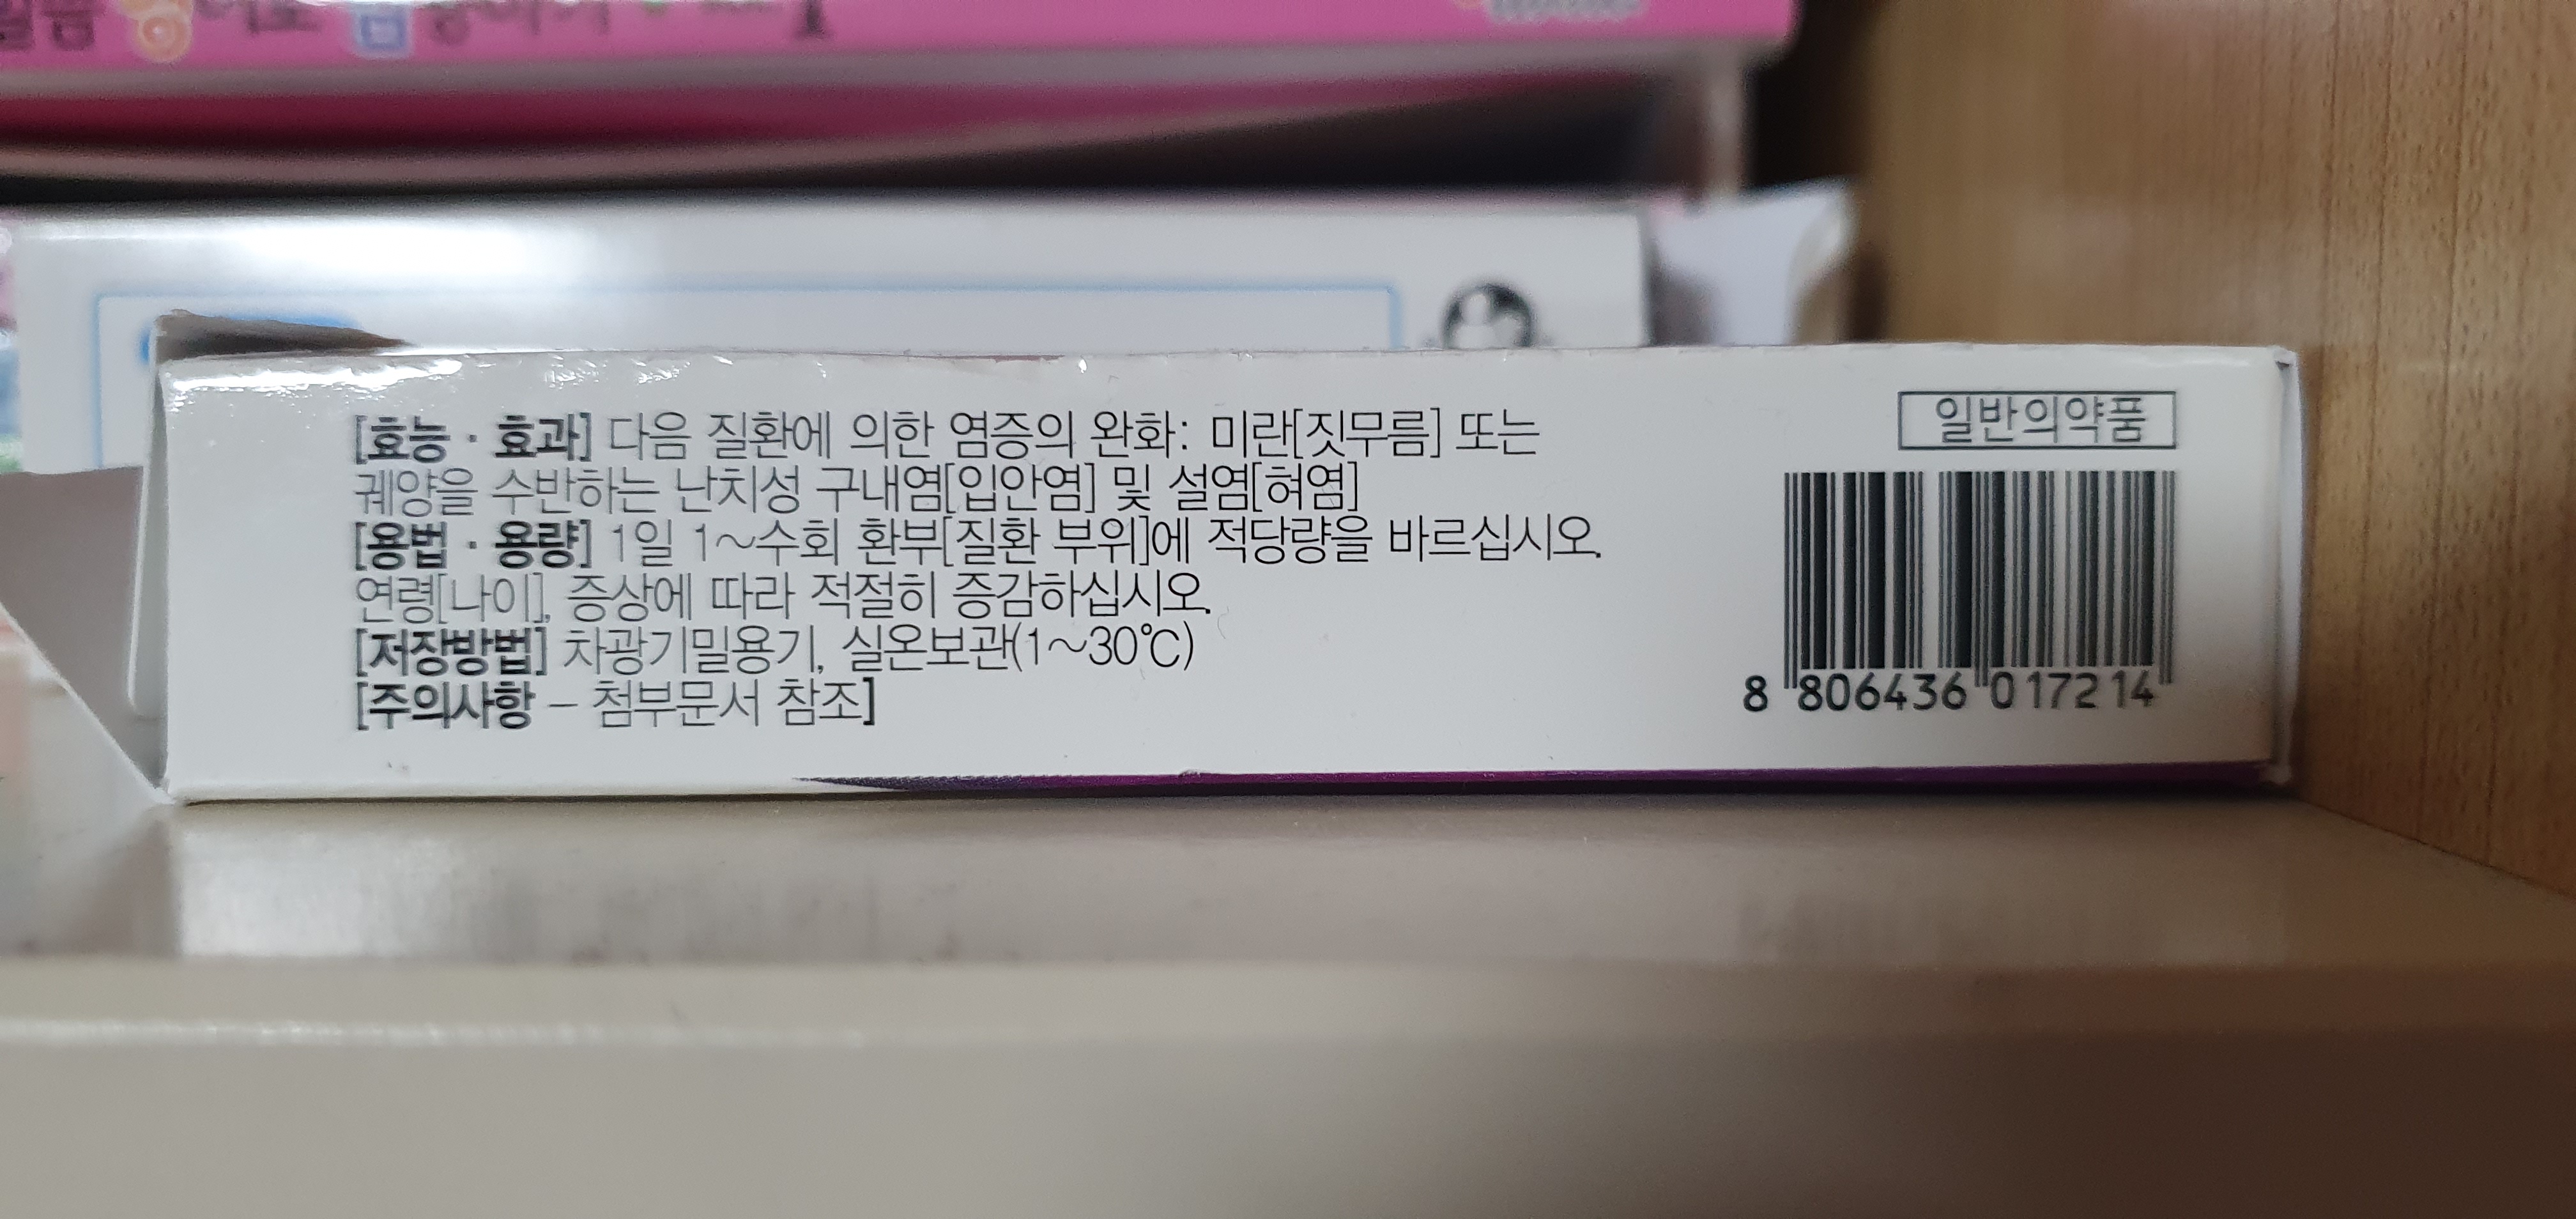 [효능 · 효과] 다음 질환에 의한 염증의 완화: 미란[짓무름] 또는
궤양을 수반하는 난치성 구내염[입안염] 및 설염[혀염]
[용법 · 용량] 1일 1~수회 환부[질환 부위]에 적당량을 바르십시오.
연령[나이], 증상에 따라 적절히 증감하십시오.
[저장방법] 차광기밀용기, 실온보관(1~30℃)
[주의사항 - 첨부문서 참조]
일반의약품
8 806436 017214